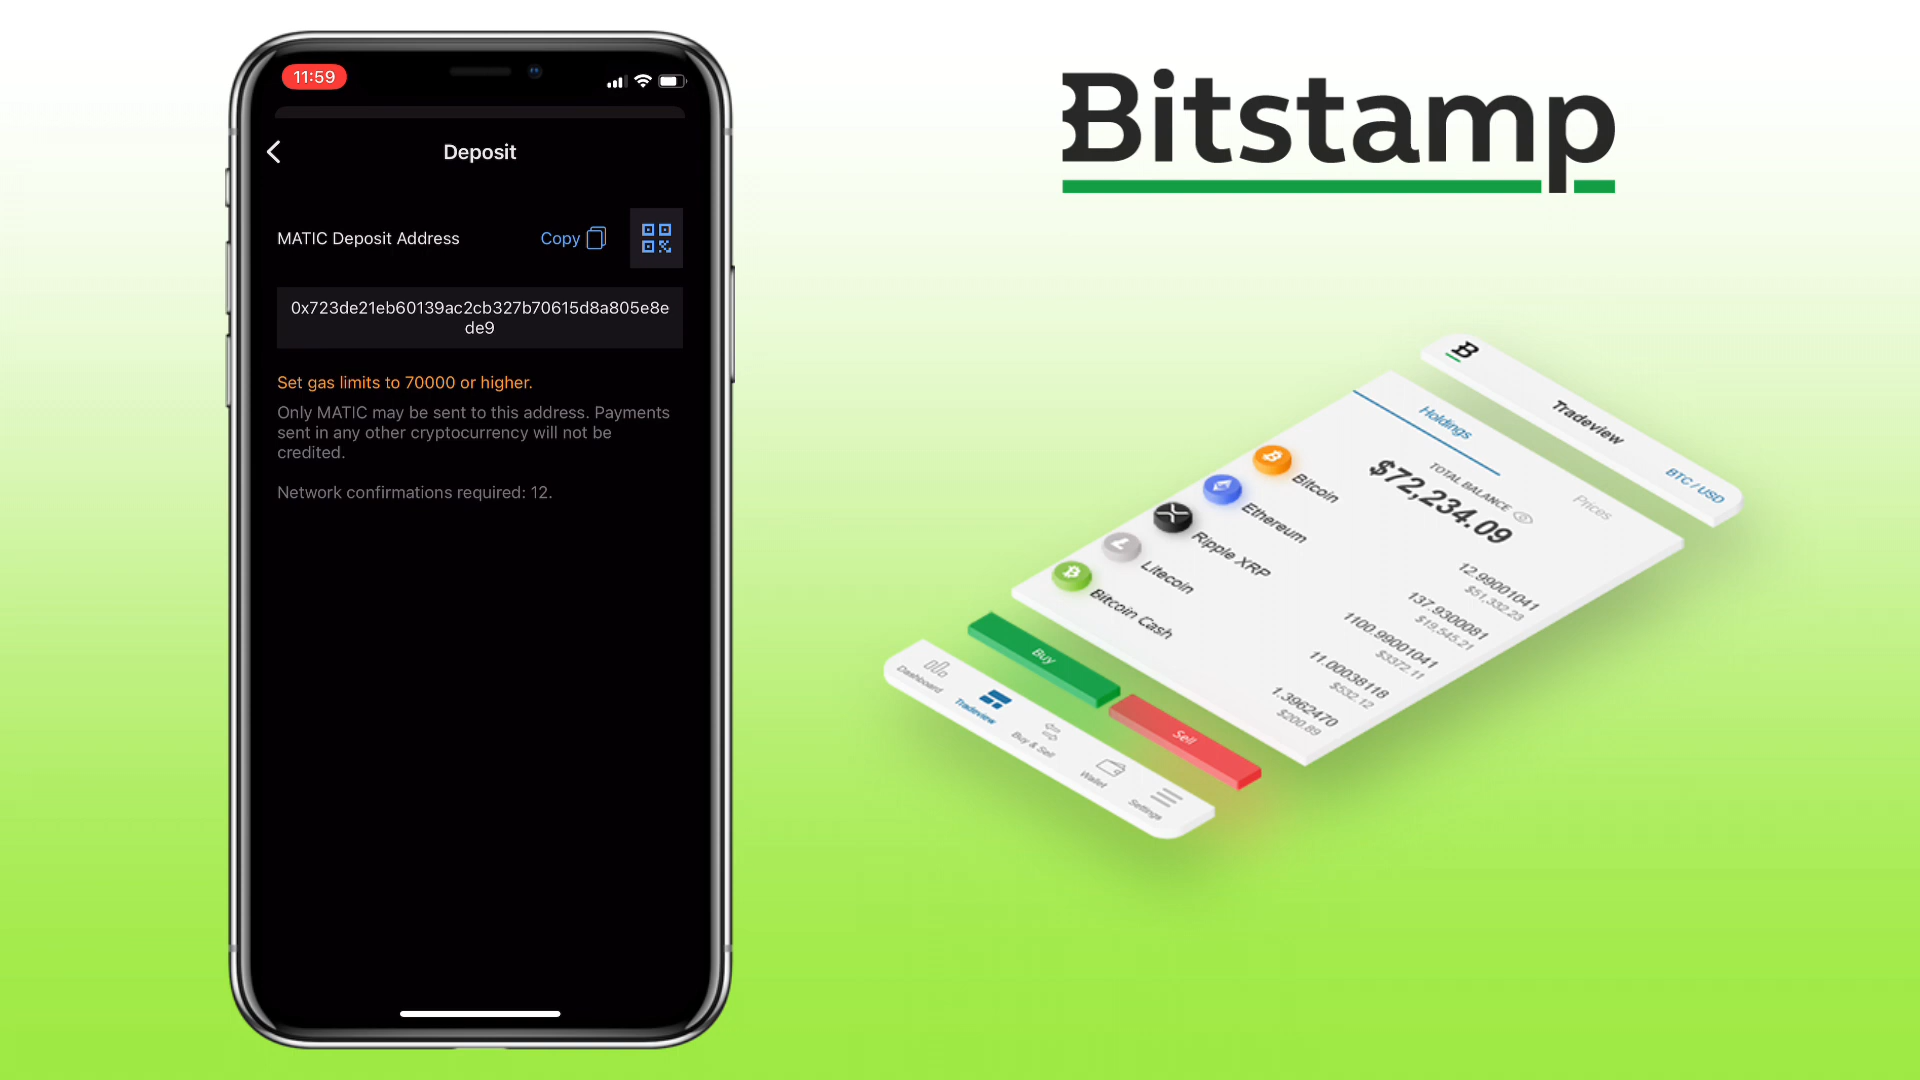 11:59
Deposit
MATIC Deposit Address
Copy
0x723de21eb60139ac2cb327b70615d8a805e8e
de9
Set gas limits to 70000 or higher.
Only MATIC may be sent to this address. Payments
sent in any other cryptocurrency will not be
credited.
Network confirmations required: 12.
Bitstamp
Tradeview
BTC / USD
Holdings
Prices
TOTAL BALANCE
$72,234.09
Bitcoin
12.99001041
$51,332.23
Ethereum
137.9300081
$19,545.21
Ripple XRP
1100.99001041
$3372.11
Litecoin
11.00038118
$532.12
Bitcoin Cash
1.3962470
$200.89
Buy
Sell
Dashboard
Tradeview
Buy & Sell
Wallet
Settings